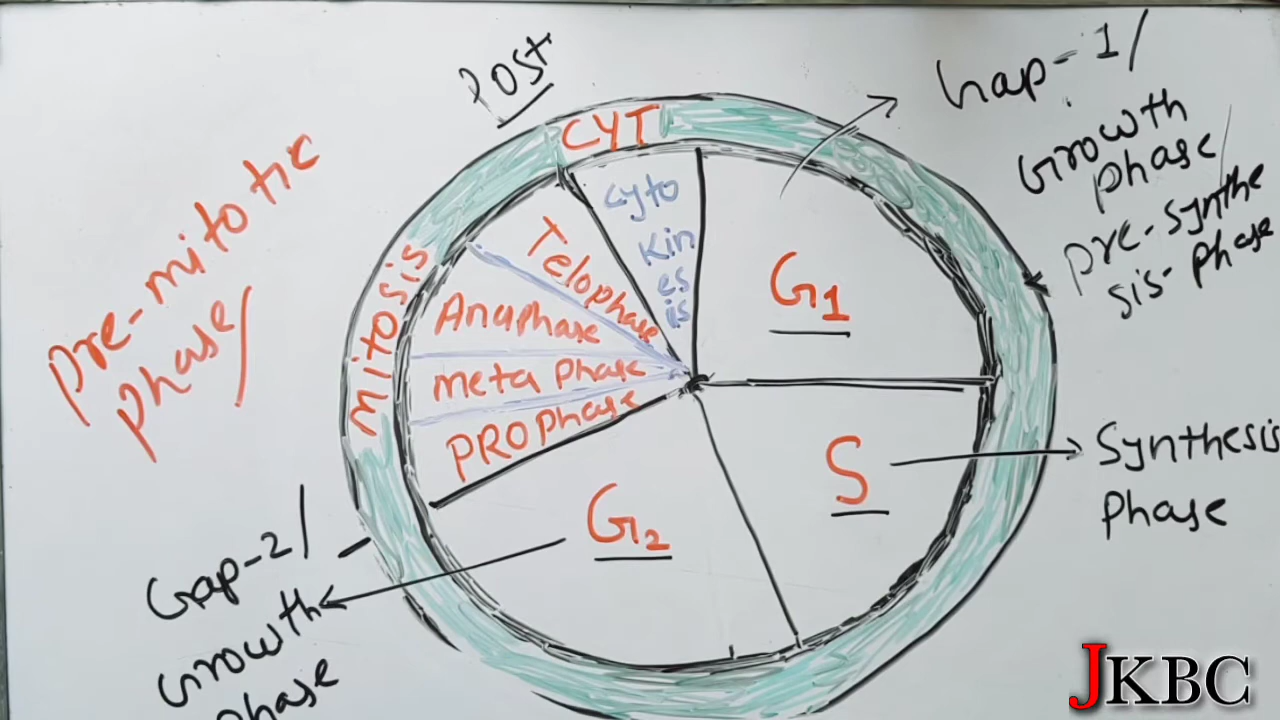 Post
CYT
Gap-1/
Growth
phase/
pre-synthe
sis-phase
pre-mitotic
phase/
mitosis
Cyto
kin
es
is
Telophase
Anaphase
meta phase
PROphase
G1
S
G2
Synthesis
phase
Gap-2/
Growth
phase
JKBC